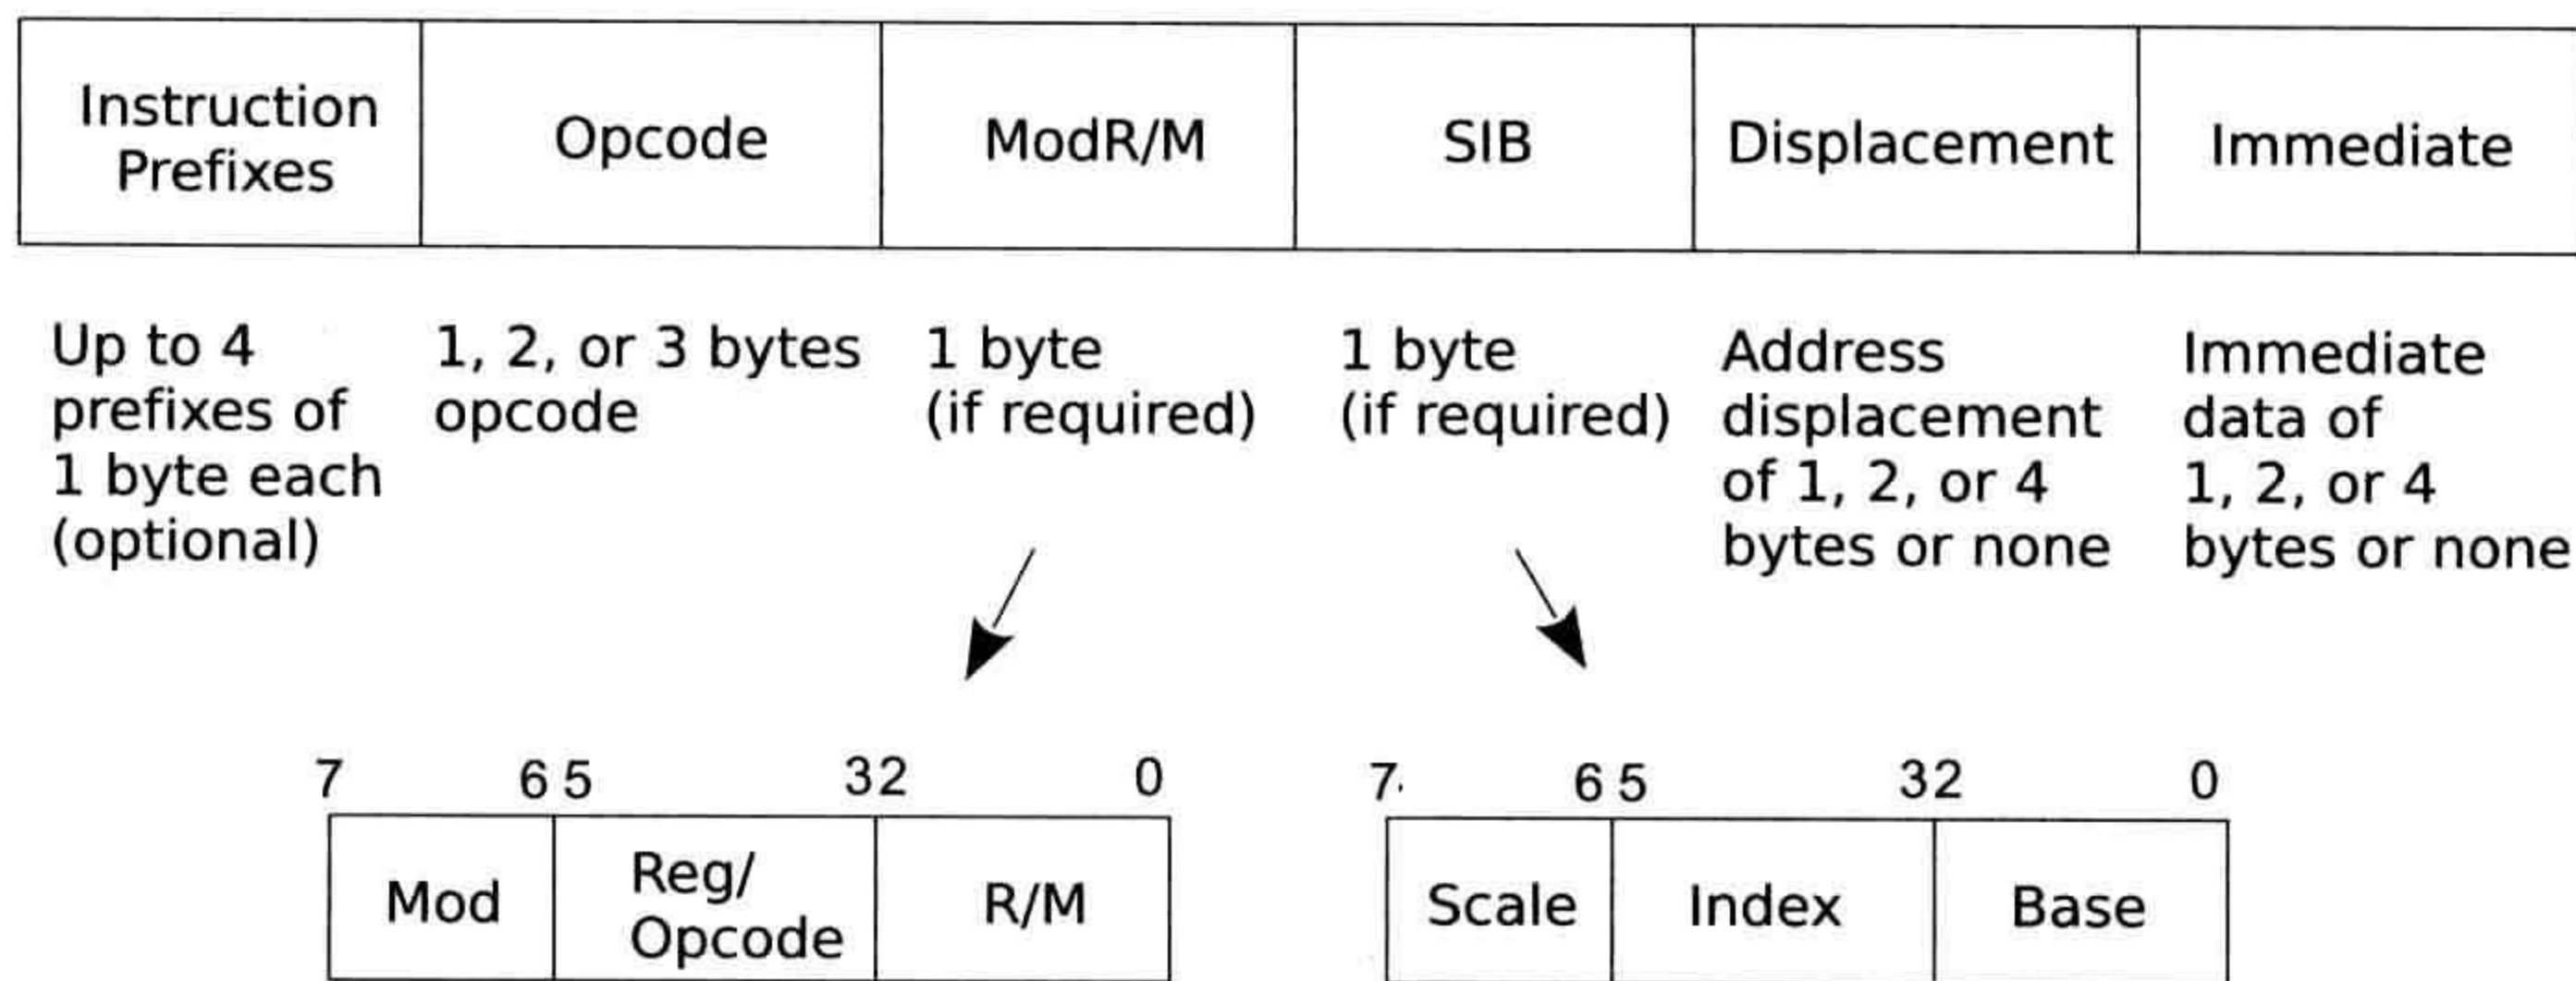 Instruction
Prefixes
Opcode
ModR/M
SIB
Displacement
Immediate
Up to 4
prefixes of
1 byte each
(optional)
1, 2, or 3 bytes
opcode
1 byte
(if required)
1 byte
(if required)
Address
displacement
of 1, 2, or 4
bytes or none
Immediate
data of
1, 2, or 4
bytes or none
7 6 5 3 2 0
Mod
Reg/
Opcode
R/M
7 6 5 3 2 0
Scale
Index
Base